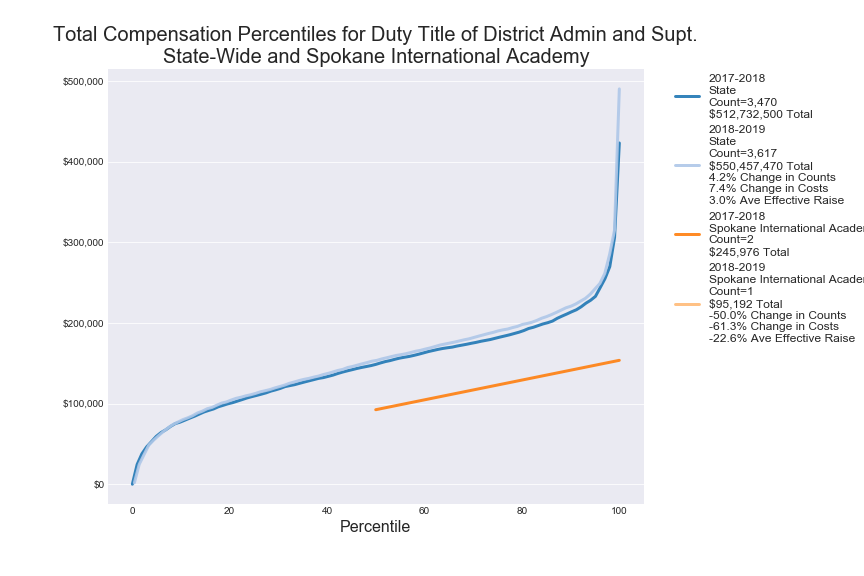 Total Compensation Percentiles for Duty Title of District Admin and Supt.
State-Wide and Spokane International Academy
$500,000
$400,000
$300,000
$200,000
$100,000
$0
0
20
40
60
80
100
Percentile
2017-2018
State
Count=3,470
$512,732,500 Total
2018-2019
State
Count=3,617
$550,457,470 Total
4.2% Change in Counts
7.4% Change in Costs
3.0% Ave Effective Raise
2017-2018
Spokane International Acade
Count=2
$245,976 Total
2018-2019
Spokane International Acade
Count=1
$95,192 Total
-50.0% Change in Counts
-61.3% Change in Costs
-22.6% Ave Effective Raise